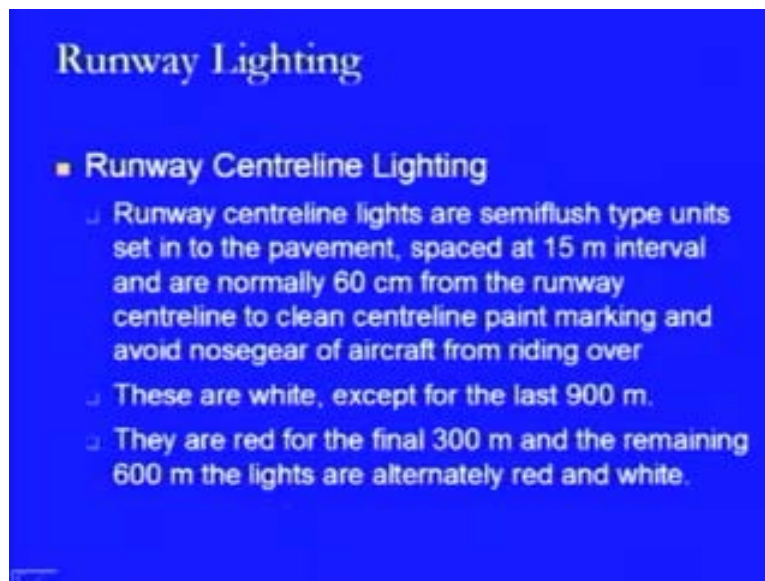 Runway Lighting
Runway Centreline Lighting
Runway centreline lights are semiflush type units
set in to the pavement, spaced at 15 m interval
and are normally 60 cm from the runway
centreline to clean centreline paint marking and
avoid nosegear of aircraft from riding over
These are white, except for the last 900 m.
They are red for the final 300 m and the remaining
600 m the lights are alternately red and white.